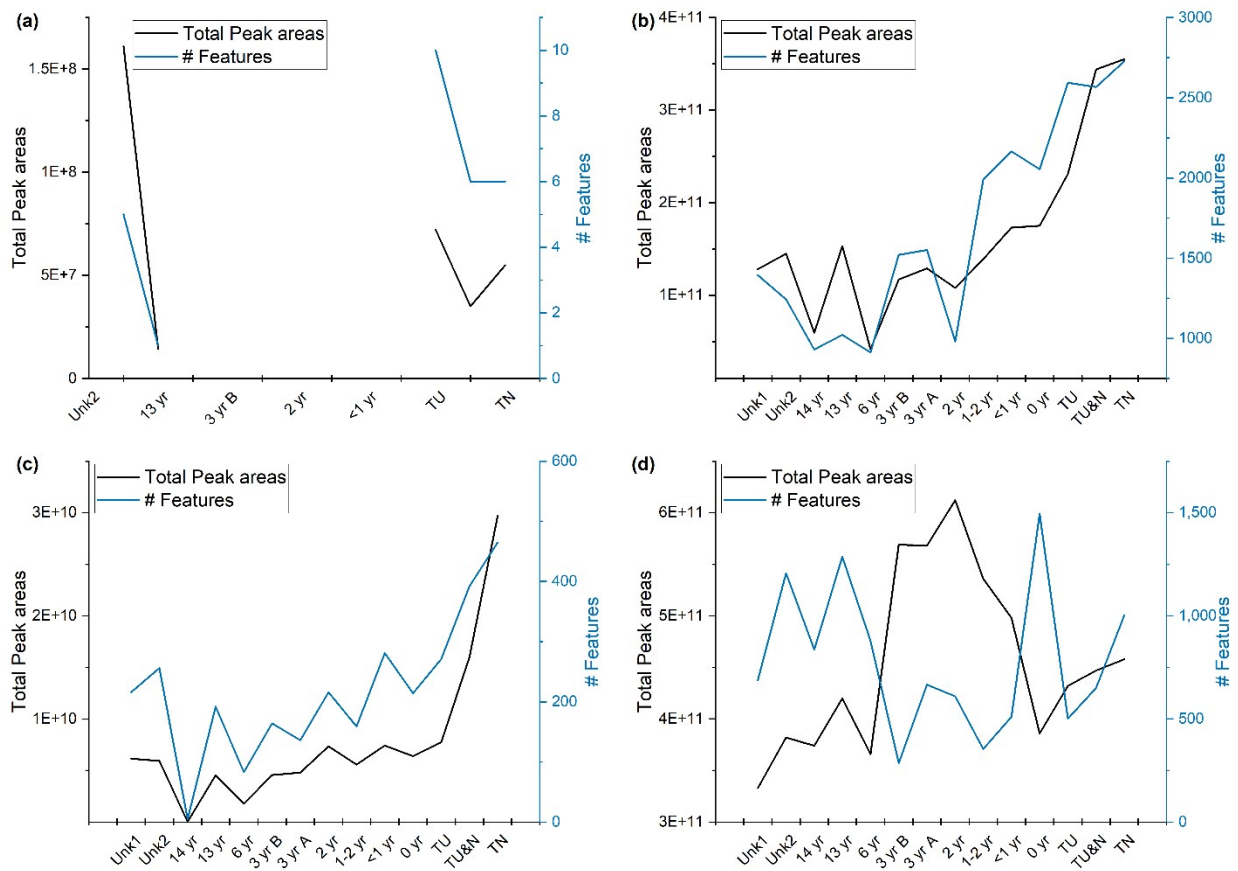 (a)
Total Peak areas
# Features
1.5E+8
1E+8
5E+7
0
Total Peak areas
10
8
6
4
2
0
# Features
Unk2
13 yr
3 yr B
2 yr
<1 yr
TU
TN
(b)
Total Peak areas
# Features
4E+11
3E+11
2E+11
1E+11
Total Peak areas
3000
2500
2000
1500
1000
# Features
Unk1
Unk2
14 yr
13 yr
6 yr
3 yr B
3 yr A
2 yr
1-2 yr
<1 yr
0 yr
TU
TU&N
TN
(c)
Total Peak areas
# Features
3E+10
2E+10
1E+10
Total Peak areas
600
400
200
0
# Features
Unk1
Unk2
14 yr
13 yr
6 yr
3 yr B
3 yr A
2 yr
1-2 yr
<1 yr
0 yr
TU
TU&N
TN
(d)
Total Peak areas
# Features
6E+11
5E+11
4E+11
3E+11
Total Peak areas
1,500
1,000
500
0
# Features
Unk1
Unk2
14 yr
13 yr
6 yr
3 yr B
3 yr A
2 yr
1-2 yr
<1 yr
0 yr
TU
TU&N
TN